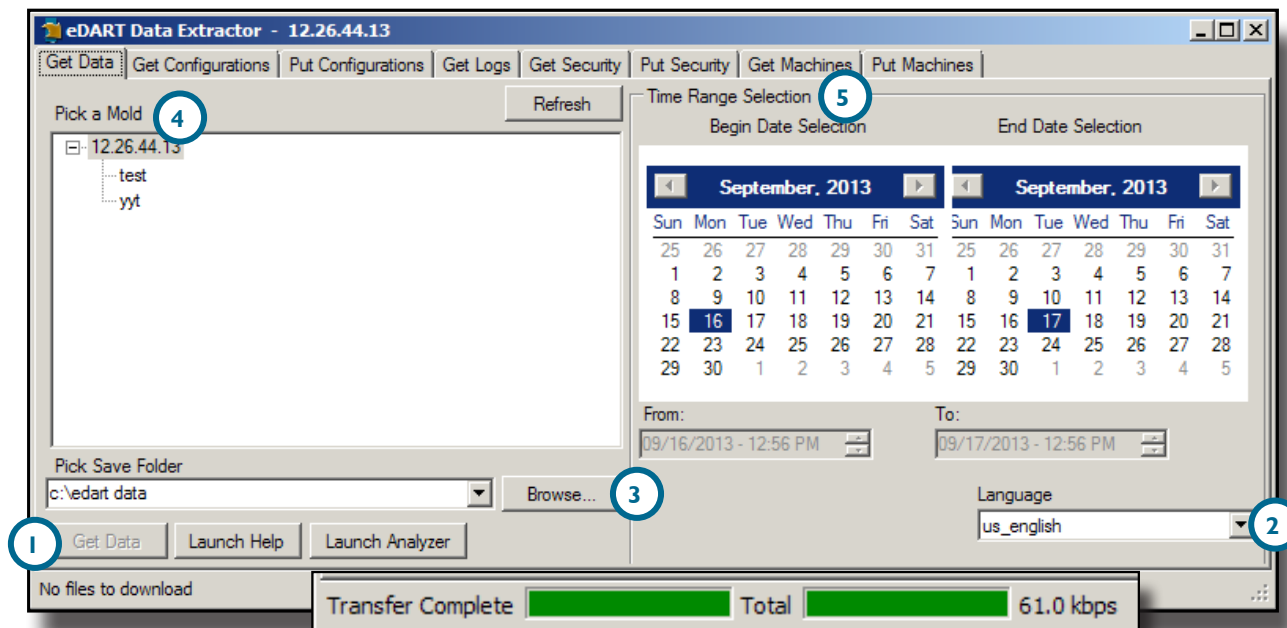 eDART Data Extractor - 12.26.44.13
Get Data Get Configurations Put Configurations Get Logs Get Security Put Security Get Machines Put Machines
Pick a Mold
4
Refresh
12.26.44.13
test
yyt
Pick Save Folder
c:\edart data
Browse...
3
1
Get Data
Launch Help
Launch Analyzer
Time Range Selection
5
Begin Date Selection
September, 2013
Sun Mon Tue Wed Thu Fri Sat
25 26 27 28 29 30 31
1 2 3 4 5 6 7
8 9 10 11 12 13 14
15 16 17 18 19 20 21
22 23 24 25 26 27 28
29 30 1 2 3 4 5
End Date Selection
September, 2013
Sun Mon Tue Wed Thu Fri Sat
25 26 27 28 29 30 31
1 2 3 4 5 6 7
8 9 10 11 12 13 14
15 16 17 18 19 20 21
22 23 24 25 26 27 28
29 30 1 2 3 4 5
From:
09/16/2013 - 12:56 PM
To:
09/17/2013 - 12:56 PM
Language
us_english
2
No files to download
Transfer Complete Total 61.0 kbps